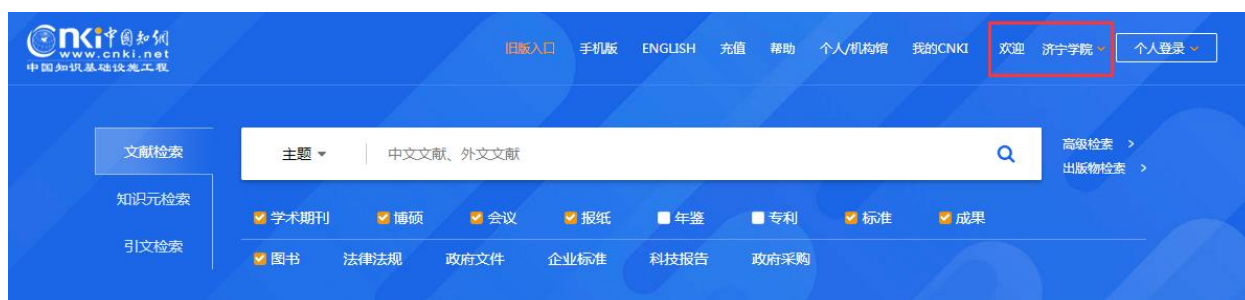 cnki中国知网
www.cnki.net
中国知识基础设施工程
旧版入口 手机版 ENGLISH 充值 帮助 个人/机构馆 我的CNKI 欢迎 济宁学院 个人登录
文献检索
知识元检索
引文检索
主题 中文文献、外文文献
高级检索 >
出版物检索 >
学术期刊 博硕 会议 报纸 年鉴 专利 标准 成果
图书 法律法规 政府文件 企业标准 科技报告 政府采购